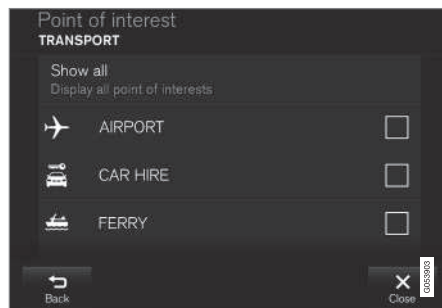 Point of interest
TRANSPORT
Show all
Display all point of interests
AIRPORT
CAR HIRE
FERRY
Back
Close
G053903